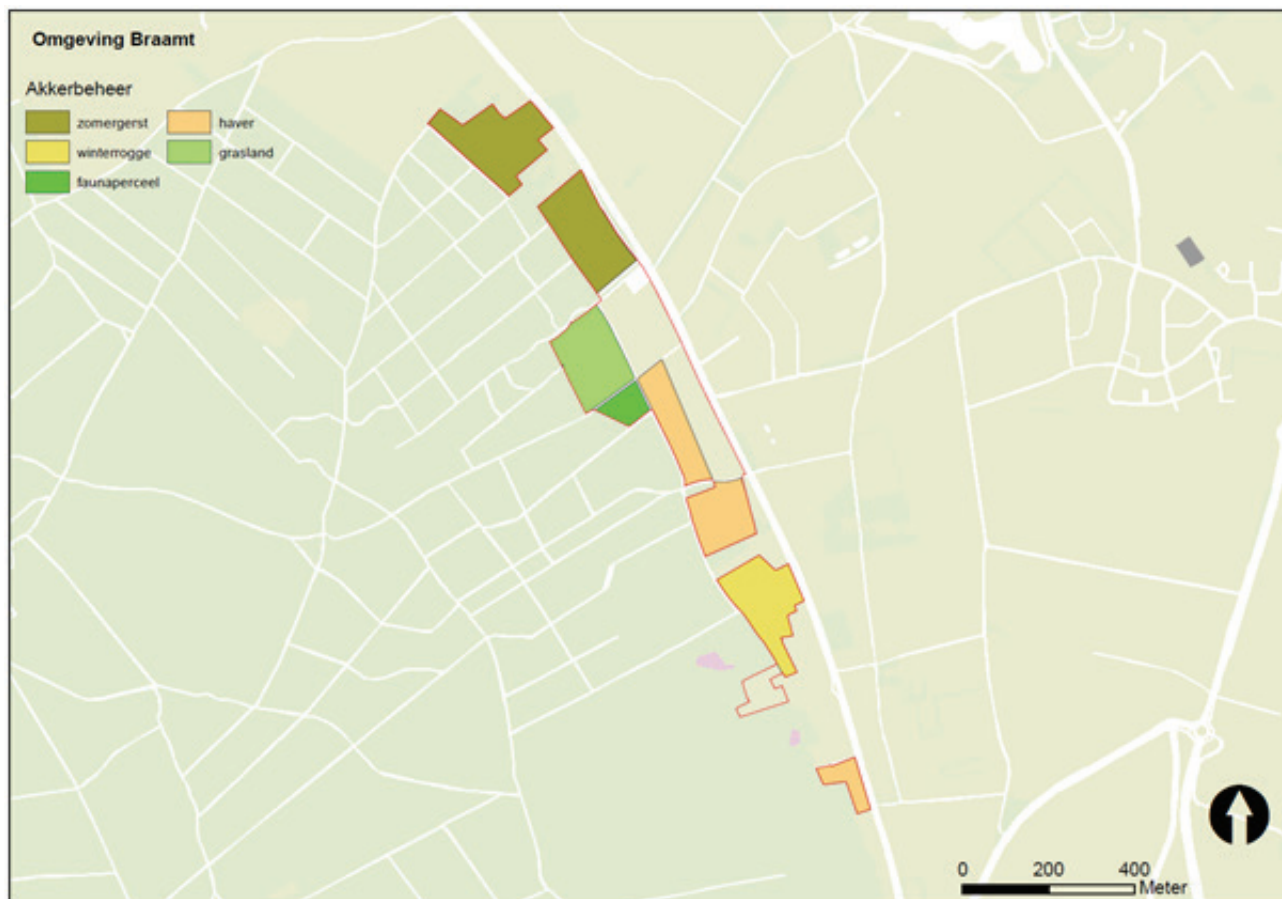 Omgeving Braamt
Akkerbeheer
zomergerst haver
winterrogge grasland
faunaperceel
0 200 400
Meter